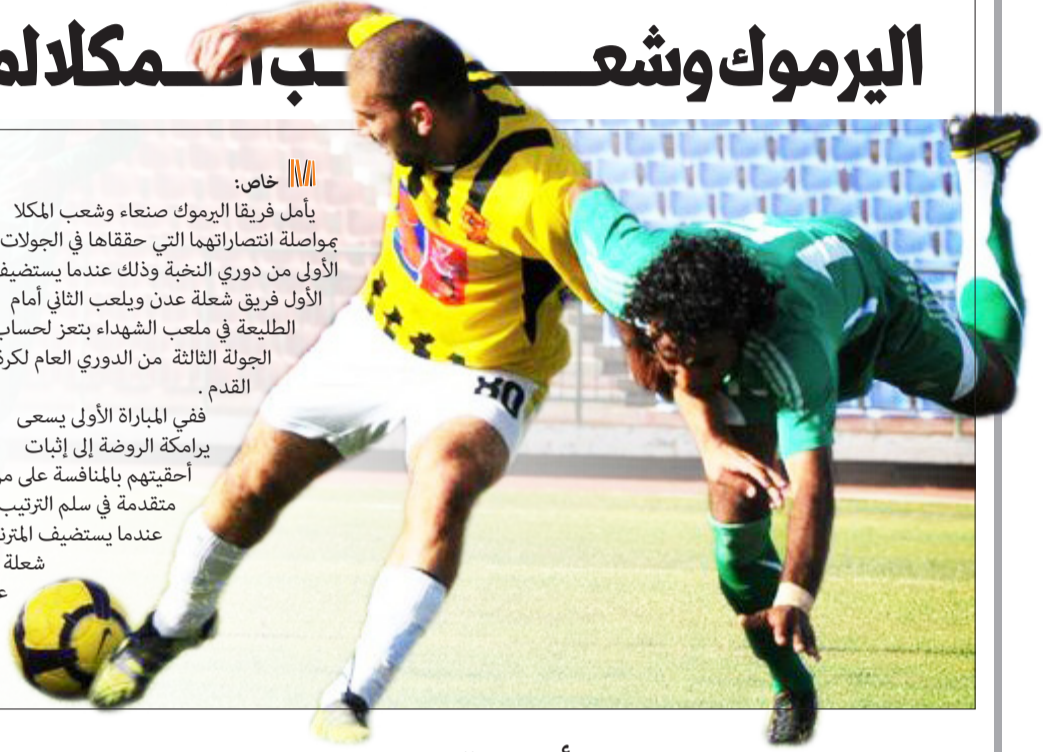 اليرموك وشعب المكلا
خاص:
يأمل فريقا اليرموك صنعاء وشعب المكلا
بمواصلة انتصاراتهما التي حققاها في الجولات
الأولى من دوري النخبة وذلك عندما يستضيف
الأول فريق شعلة عدن ويلعب الثاني أمام
الطليعة في ملعب الشهداء بتعز لحساب
الجولة الثالثة من الدوري العام لكرة
القدم .
ففي المباراة الأولى يسعى
يرامكة الروضة إلى إثبات
أحقيتهم بالمنافسة على
متقدمة في سلم الترتيب
عندما يستضيف
شعلة
80